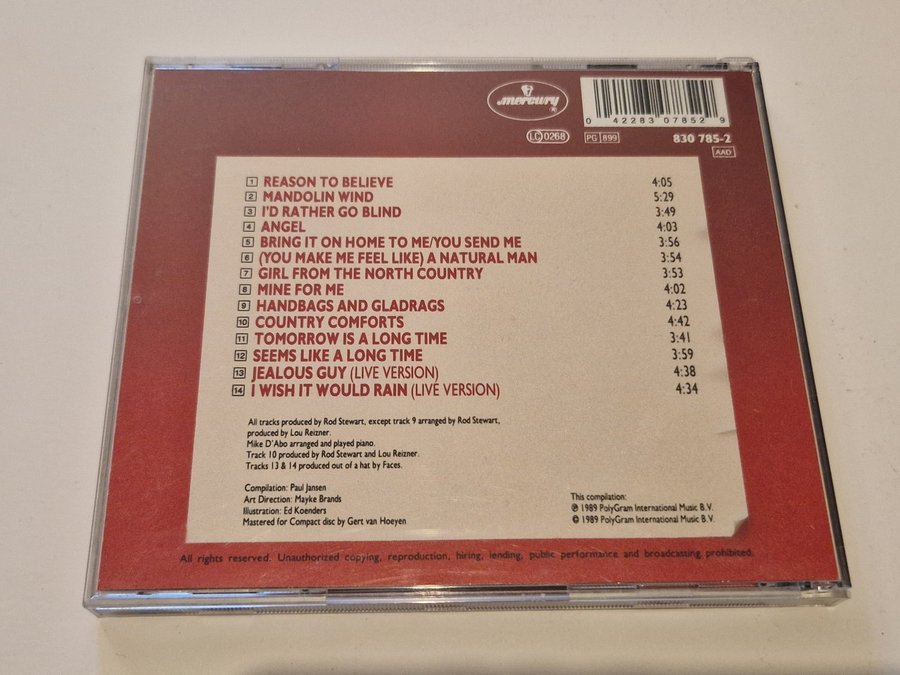 mercury
0 42283 07852 9
LC 0268 PG 899 830 785-2
AAD
1 REASON TO BELIEVE 4:05
2 MANDOLIN WIND 5:29
3 I'D RATHER GO BLIND 3:49
4 ANGEL 4:03
5 BRING IT ON HOME TO ME/YOU SEND ME 3:56
6 (YOU MAKE ME FEEL LIKE) A NATURAL MAN 3:54
7 GIRL FROM THE NORTH COUNTRY 3:53
8 MINE FOR ME 4:02
9 HANDBAGS AND GLADRAGS 4:23
10 COUNTRY COMFORTS 4:42
11 TOMORROW IS A LONG TIME 3:41
12 SEEMS LIKE A LONG TIME 3:59
13 JEALOUS GUY (LIVE VERSION) 4:38
14 I WISH IT WOULD RAIN (LIVE VERSION) 4:34
All tracks produced by Rod Stewart, except track 9 arranged by Rod Stewart,
produced by Lou Reizner.
Mike D'Abo arranged and played piano.
Track 10 produced by Rod Stewart and Lou Reizner.
Tracks 13 & 14 produced out of a hat by Faces.
Compilation: Paul Jansen
Art Direction: Mayke Brands
Illustration: Ed Koenders
Mastered for Compact disc by Gert van Hoeyen
This compilation:
℗ 1989 PolyGram International Music B.V.
© 1989 PolyGram International Music B.V.
All rights reserved. Unauthorized copying, reproduction, hiring, lending, public performance and broadcasting prohibited.